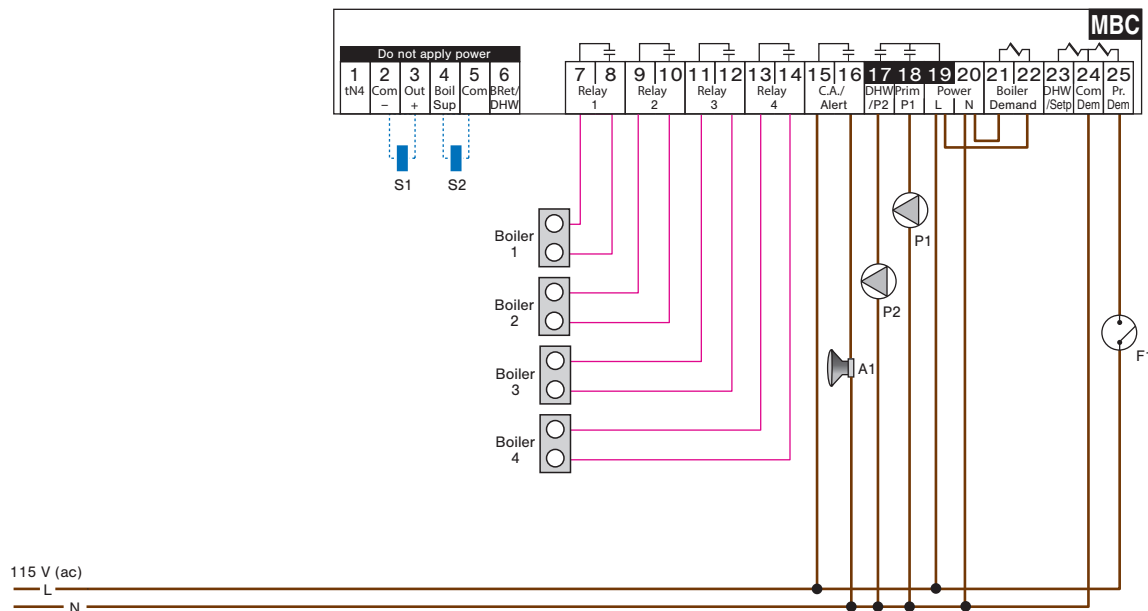 MBC
Do not apply power
1 2 3 4 5 6
tN4 Com Out Boil Com BRet/
– + Sup DHW
7 8 9 10 11 12 13 14 15 16 17 18 19 20 21 22 23 24 25
Relay Relay Relay Relay C.A./ DHW Prim Power Boiler DHW Com Pr.
1 2 3 4 Alert /P2 P1 L N Demand /Setp Dem Dem
S1 S2
Boiler
1
P1
Boiler
2
P2
F1
Boiler
3
A1
Boiler
4
115 V (ac)
L
N